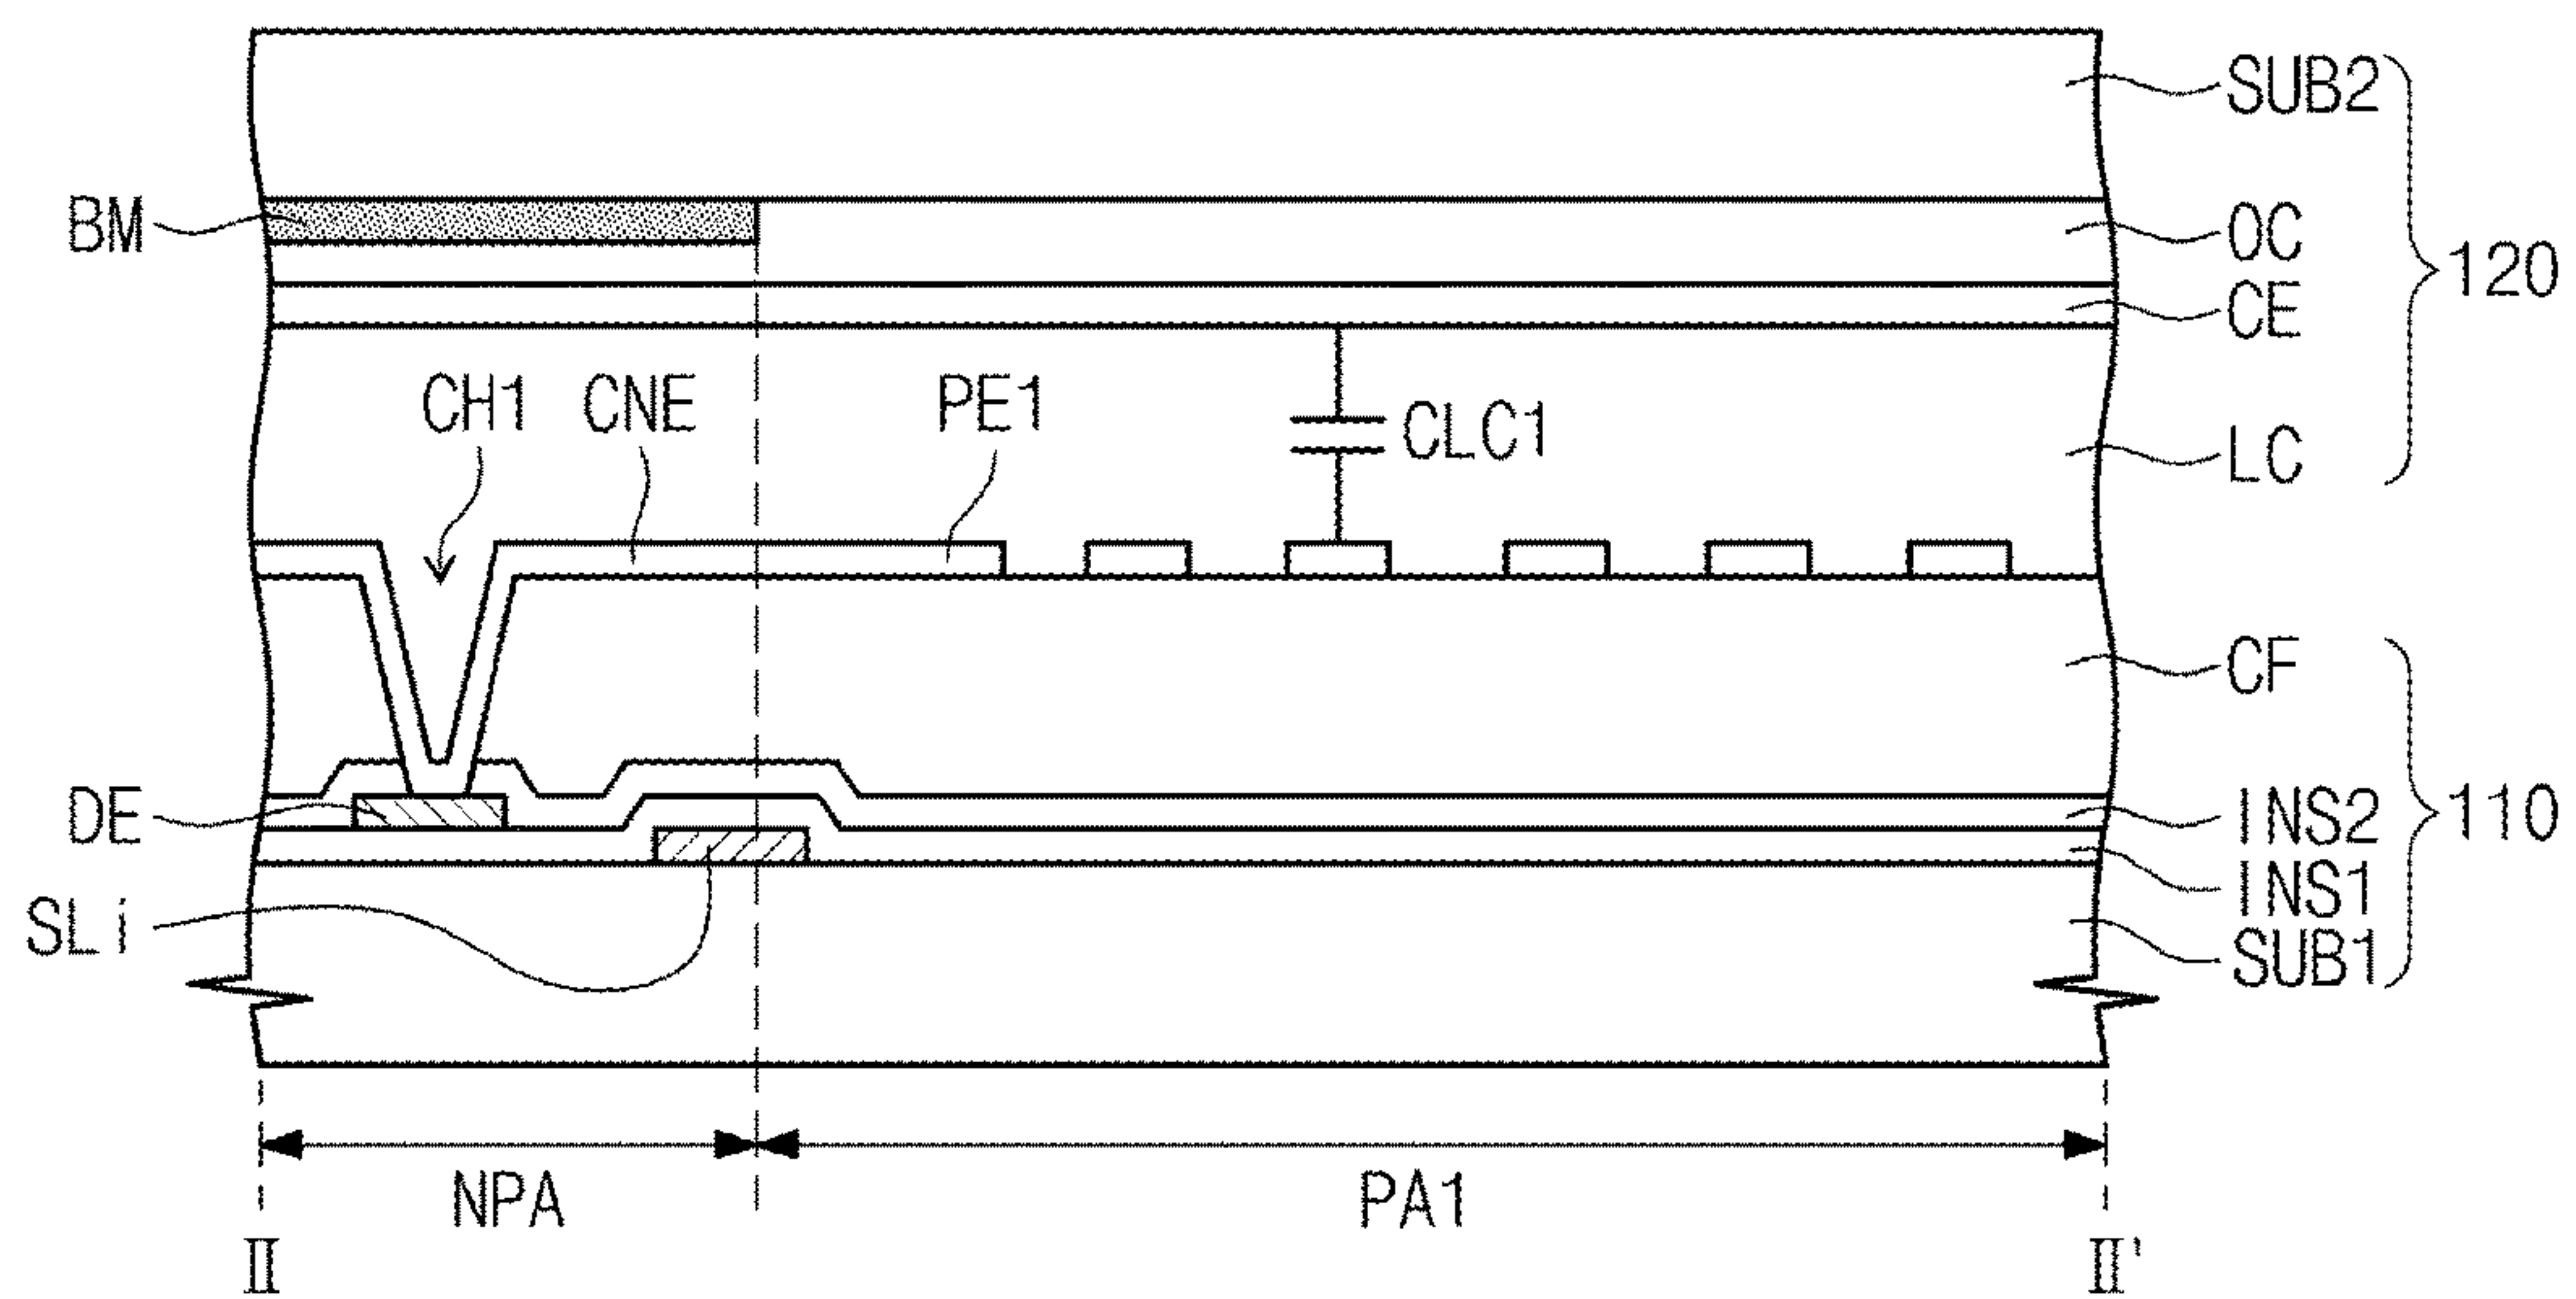 SUB2
BM
OC
120
CE
CH1 CNE PE1 CLC1
LC
CF
DE
INS2
110
INS1
SLi
SUB1
NPA PA1
II II'